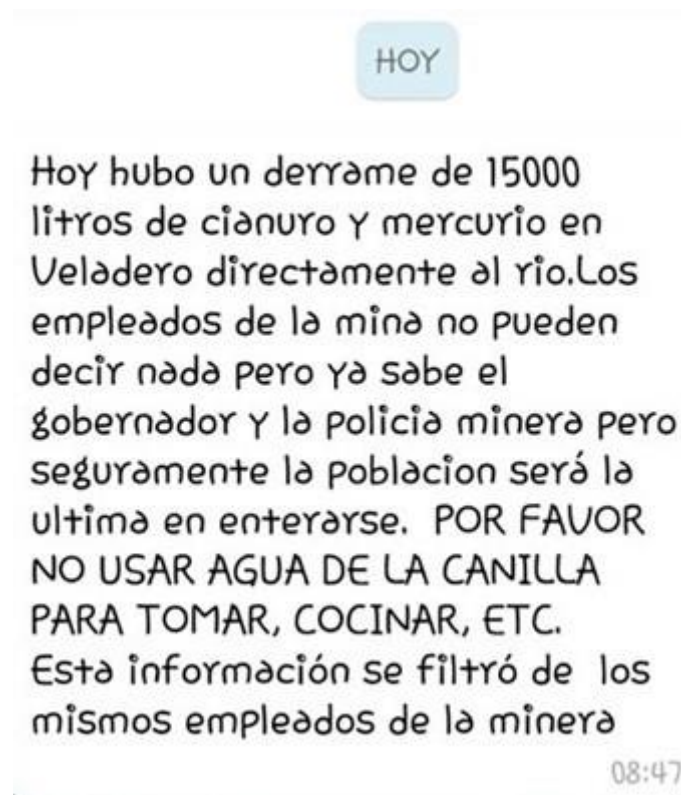 HOY
Hoy hubo un derrame de 15000
litros de cianuro y mercurio en
Veladero directamente al rio.Los
empleados de la mina no pueden
decir nada pero ya sabe el
gobernador y la policia minera pero
seguramente la poblacion será la
ultima en enterarse.  POR FAVOR
NO USAR AGUA DE LA CANILLA
PARA TOMAR, COCINAR, ETC.
Esta información se filtró de  los
mismos empleados de la minera
08:47